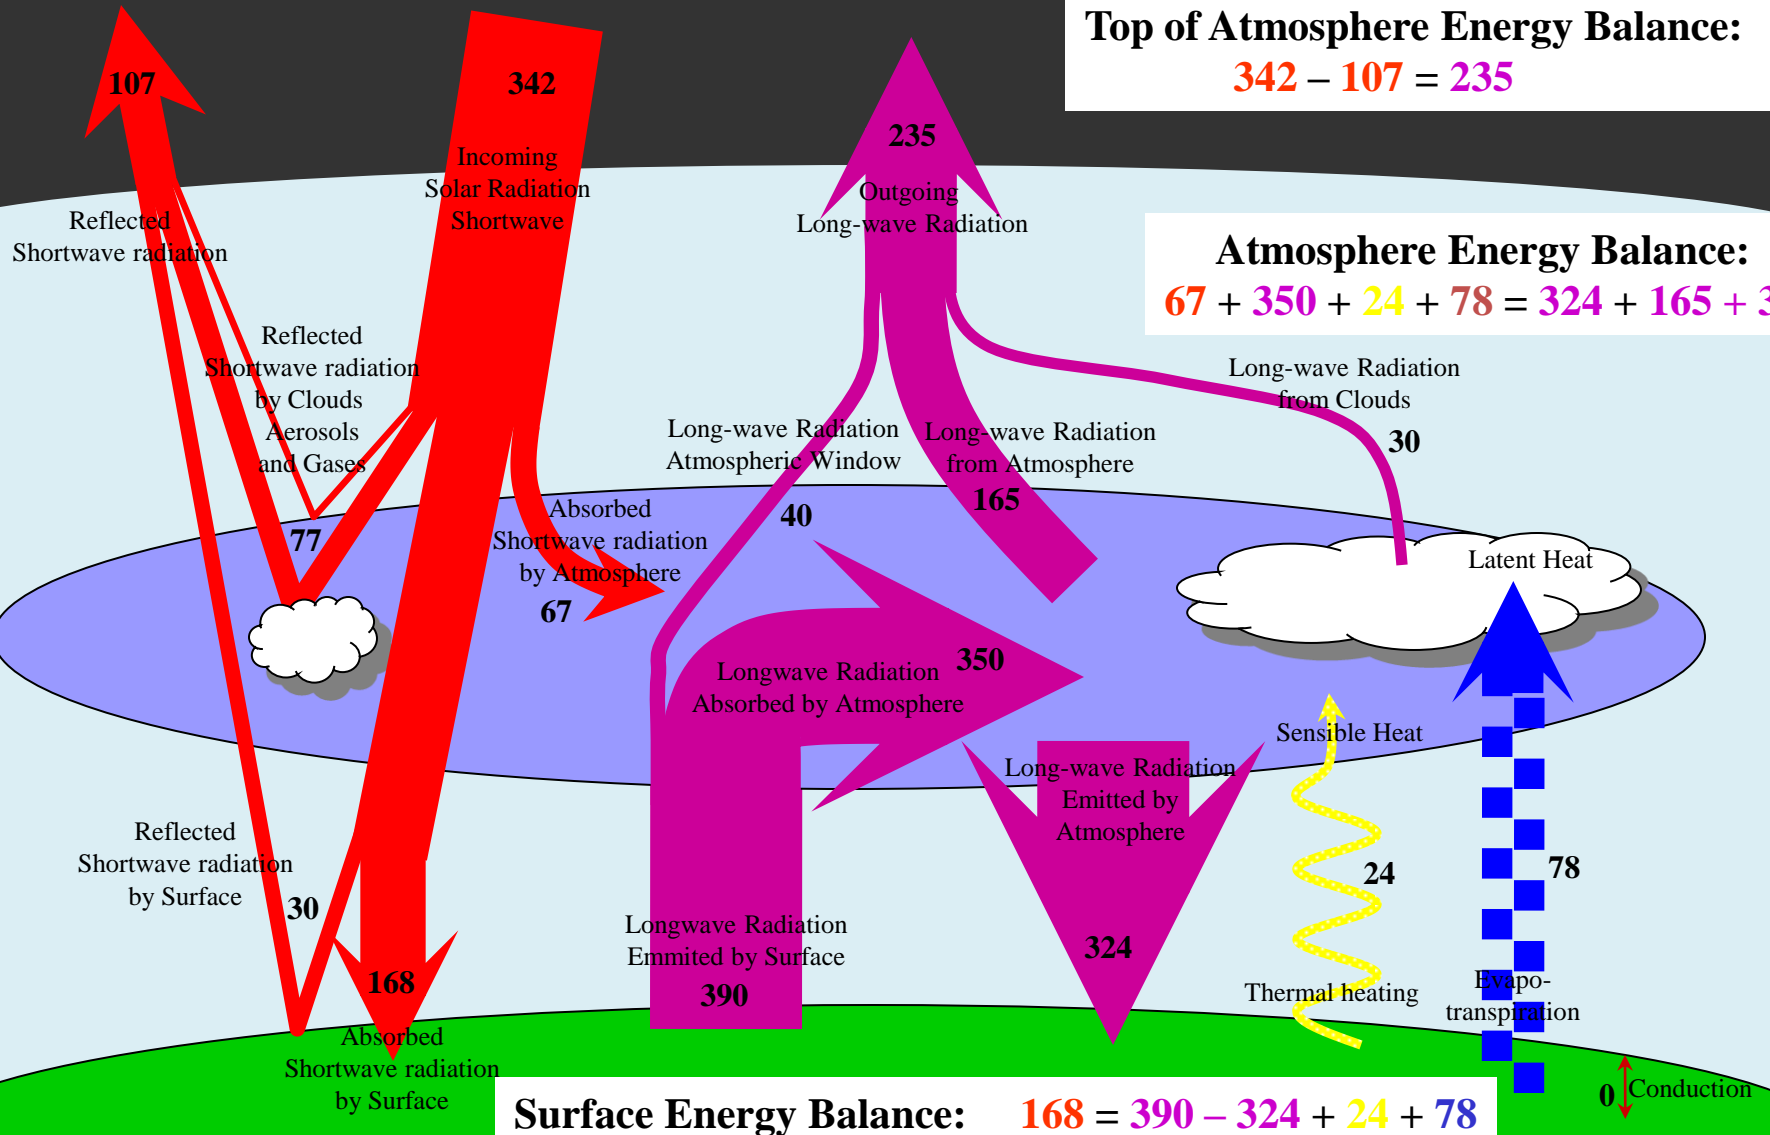 Top of Atmosphere Energy Balance:
342 – 107 = 235
107
342
235
Incoming
Solar Radiation
Shortwave
Outgoing
Long-wave Radiation
Reflected
Shortwave radiation
Atmosphere Energy Balance:
67 + 350 + 24 + 78 = 324 + 165 + 3
Reflected
Shortwave radiation
by Clouds
Aerosols
and Gases
77
Long-wave Radiation
from Clouds
30
Long-wave Radiation
Atmospheric Window
40
Long-wave Radiation
from Atmosphere
165
Absorbed
Shortwave radiation
by Atmosphere
67
Latent Heat
Longwave Radiation
Absorbed by Atmosphere
350
Sensible Heat
Long-wave Radiation
Emitted by
Atmosphere
324
Reflected
Shortwave radiation
by Surface
30
24
78
Longwave Radiation
Emmited by Surface
390
168
Absorbed
Shortwave radiation
by Surface
Thermal heating
Evapo-
transpiration
0 Conduction
Surface Energy Balance: 168 = 390 – 324 + 24 + 78